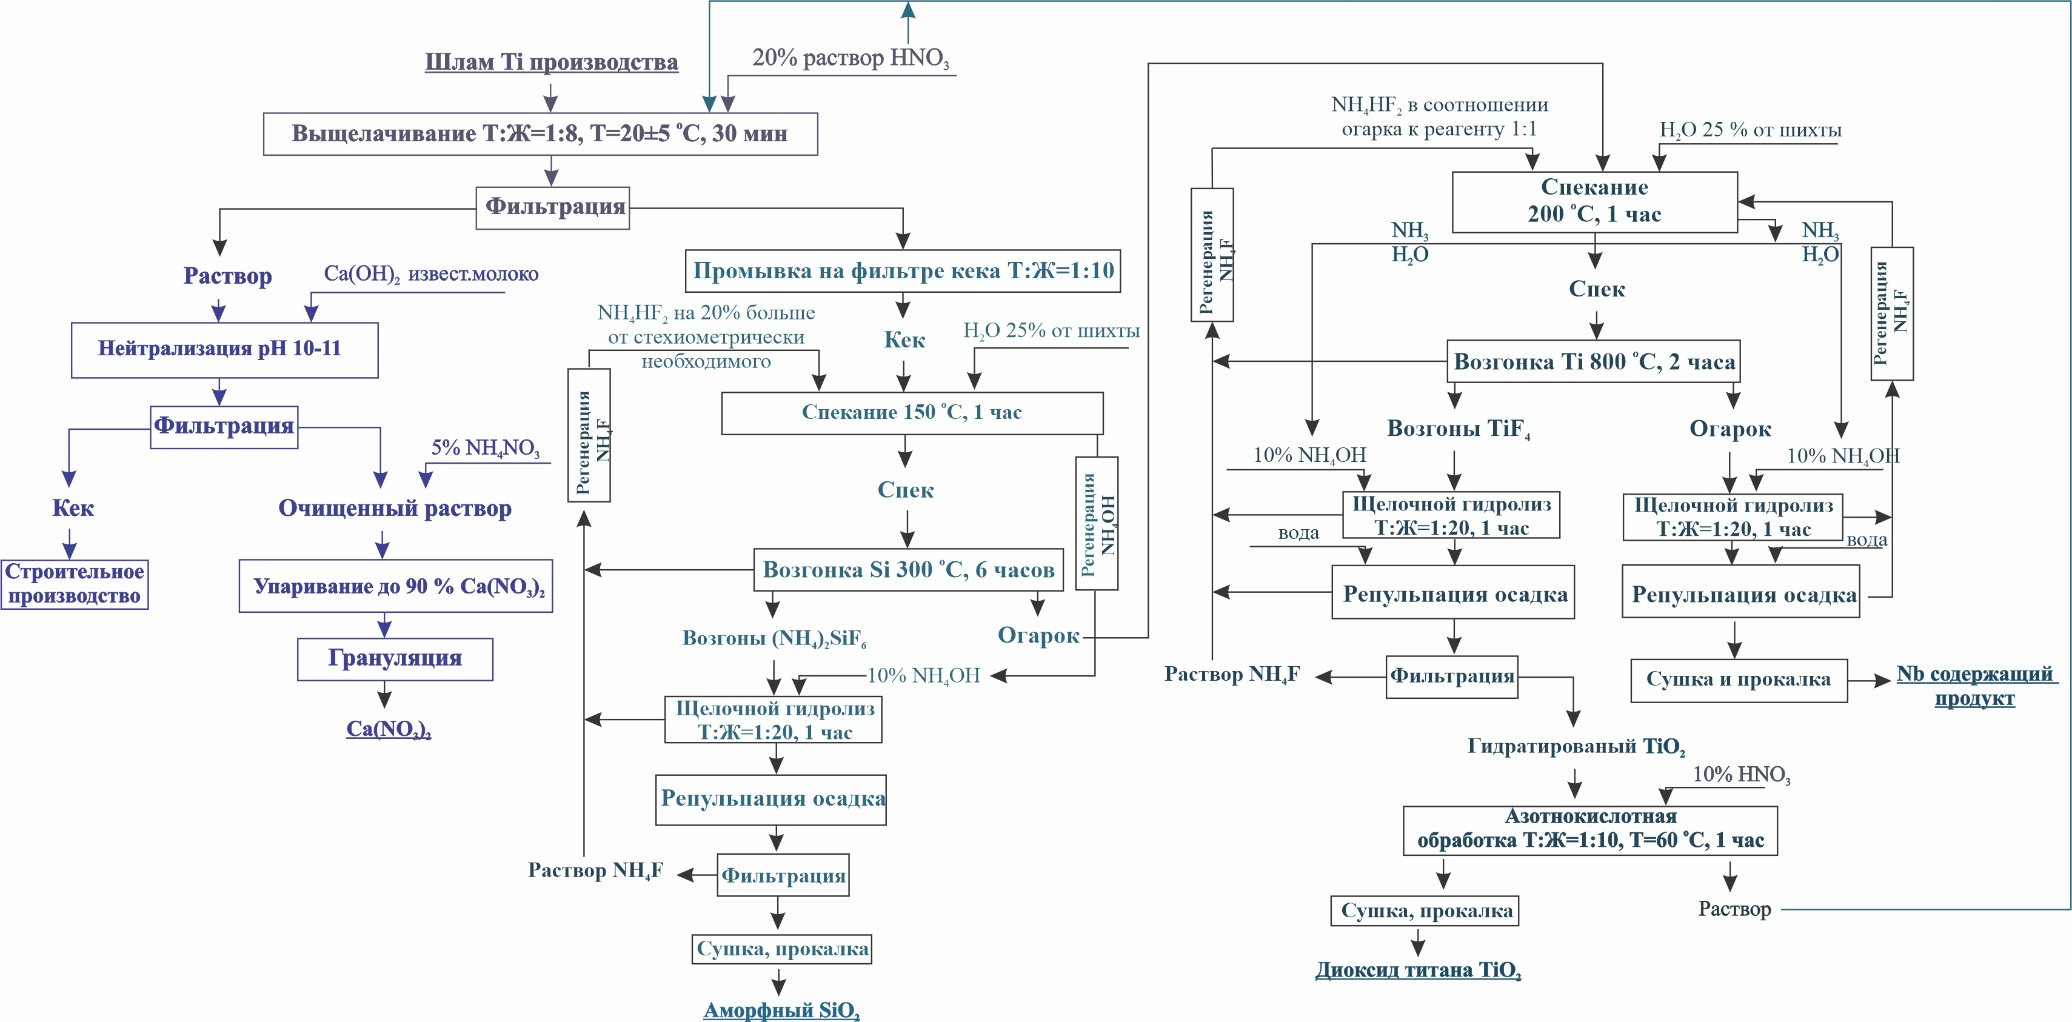 Шлам Ti производства
20% раствор HNO₃
Выщелачивание Т:Ж=1:8, Т=20±5 °С, 30 мин
Фильтрация
Раствор
Ca(OH)₂ извест.молоко
Нейтрализация pH 10-11
Фильтрация
5% NH₄NO₃
Кек
Очищенный раствор
Строительное
производство
Упаривание до 90 % Ca(NO₃)₂
Грануляция
Ca(NO₃)₂
Промывка на фильтре кека Т:Ж=1:10
NH₄HF₂ на 20% больше
от стехиометрически
необходимого
Кек
H₂O 25% от шихты
Регенерация
NH₄F
Спекание 150 °С, 1 час
Регенерация
NH₄OH
Спек
Возгонка Si 300 °С, 6 часов
Возгоны (NH₄)₂SiF₆
Огарок
10% NH₄OH
Щелочной гидролиз
Т:Ж=1:20, 1 час
Репульпация осадка
Раствор NH₄F
Фильтрация
Сушка, прокалка
Аморфный SiO₂
NH₄HF₂ в соотношении
огарка к реагенту 1:1
H₂O 25 % от шихты
Регенерация
NH₄F
Спекание
200 °С, 1 час
NH₃
H₂O
NH₃
H₂O
Регенерация
NH₄F
Спек
Возгонка Ti 800 °С, 2 часа
Возгоны TiF₄
Огарок
10% NH₄OH
10% NH₄OH
Щелочной гидролиз
Т:Ж=1:20, 1 час
Щелочной гидролиз
Т:Ж=1:20, 1 час
вода
вода
Репульпация осадка
Репульпация осадка
Раствор NH₄F
Фильтрация
Сушка и прокалка
Nb содержащий
продукт
Гидратированый TiO₂
10% HNO₃
Азотнокислотная
обработка Т:Ж=1:10, Т=60 °С, 1 час
Сушка, прокалка
Раствор
Диоксид титана TiO₂